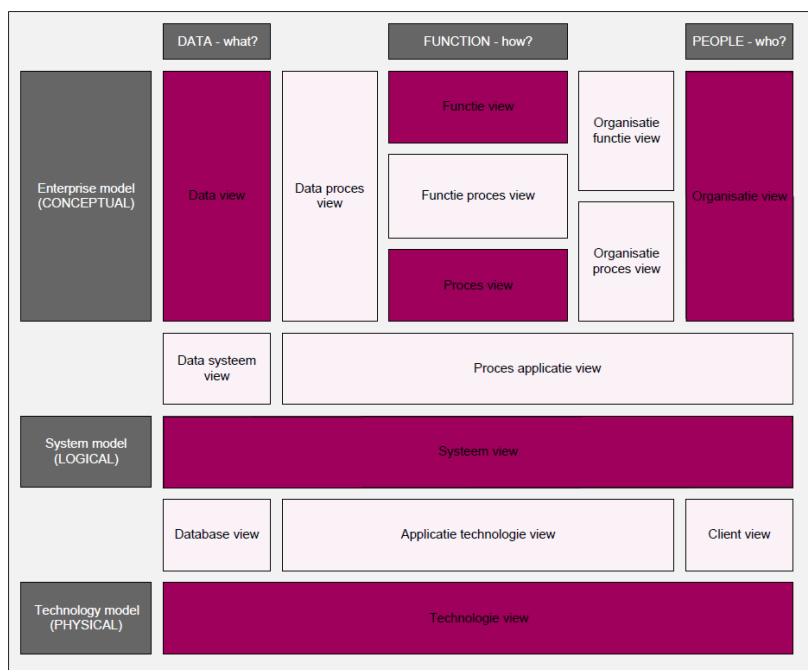 DATA - what?
FUNCTION - how?
PEOPLE - who?
Enterprise model
(CONCEPTUAL)
Data view
Data proces
view
Functie view
Functie proces view
Proces view
Organisatie
functie view
Organisatie
proces view
Organisatie view
Data systeem
view
Proces applicatie view
System model
(LOGICAL)
Systeem view
Database view
Applicatie technologie view
Client view
Technology model
(PHYSICAL)
Technologie view